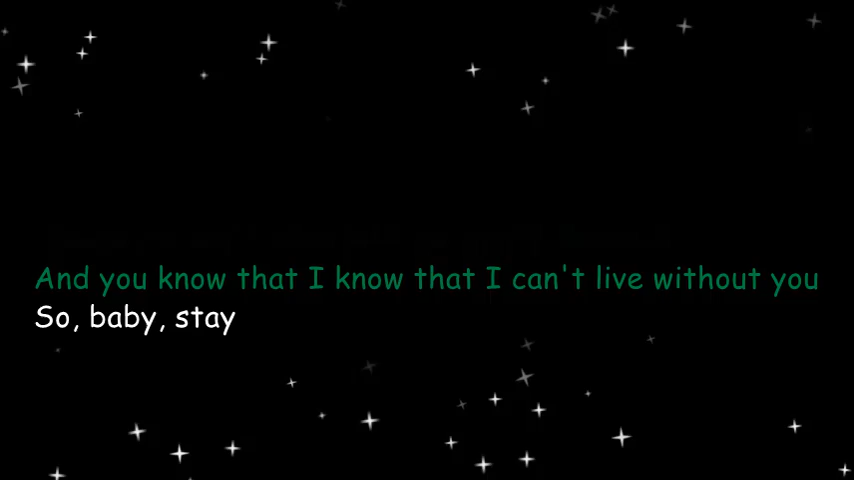 And you know that I know that I can't live without you
So, baby, stay